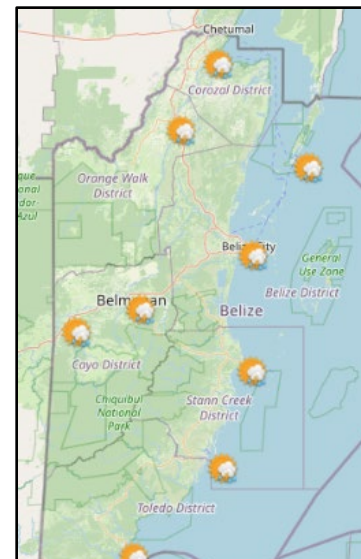 Chetumal
Corozal District
Orange Walk
District
Belize City
General
Use Zone
Belize District
Belmopan
Belize
Cayo District
Chiquibul
National
Park
Stann Creek
District
Toledo District